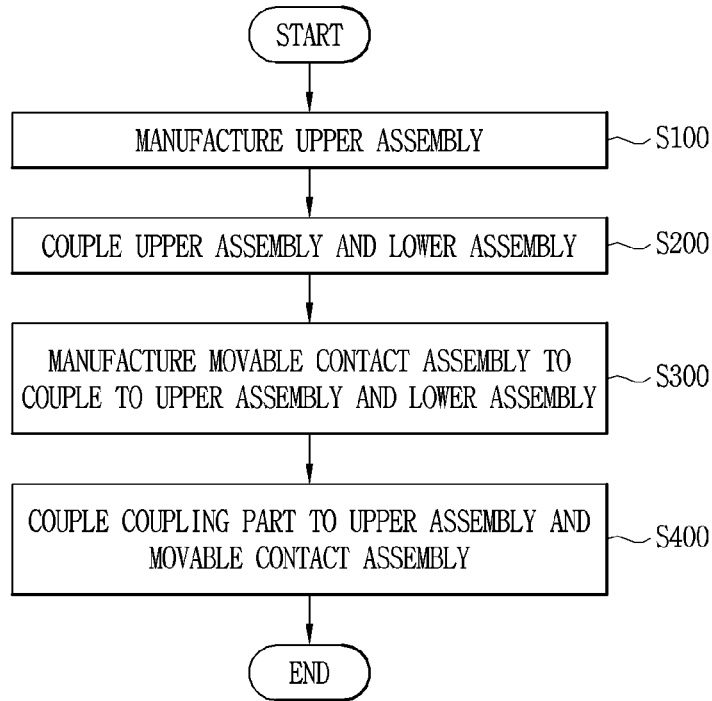 START
MANUFACTURE UPPER ASSEMBLY
S100
COUPLE UPPER ASSEMBLY AND LOWER ASSEMBLY
S200
MANUFACTURE MOVABLE CONTACT ASSEMBLY TO
COUPLE TO UPPER ASSEMBLY AND LOWER ASSEMBLY
S300
COUPLE COUPLING PART TO UPPER ASSEMBLY AND
MOVABLE CONTACT ASSEMBLY
S400
END